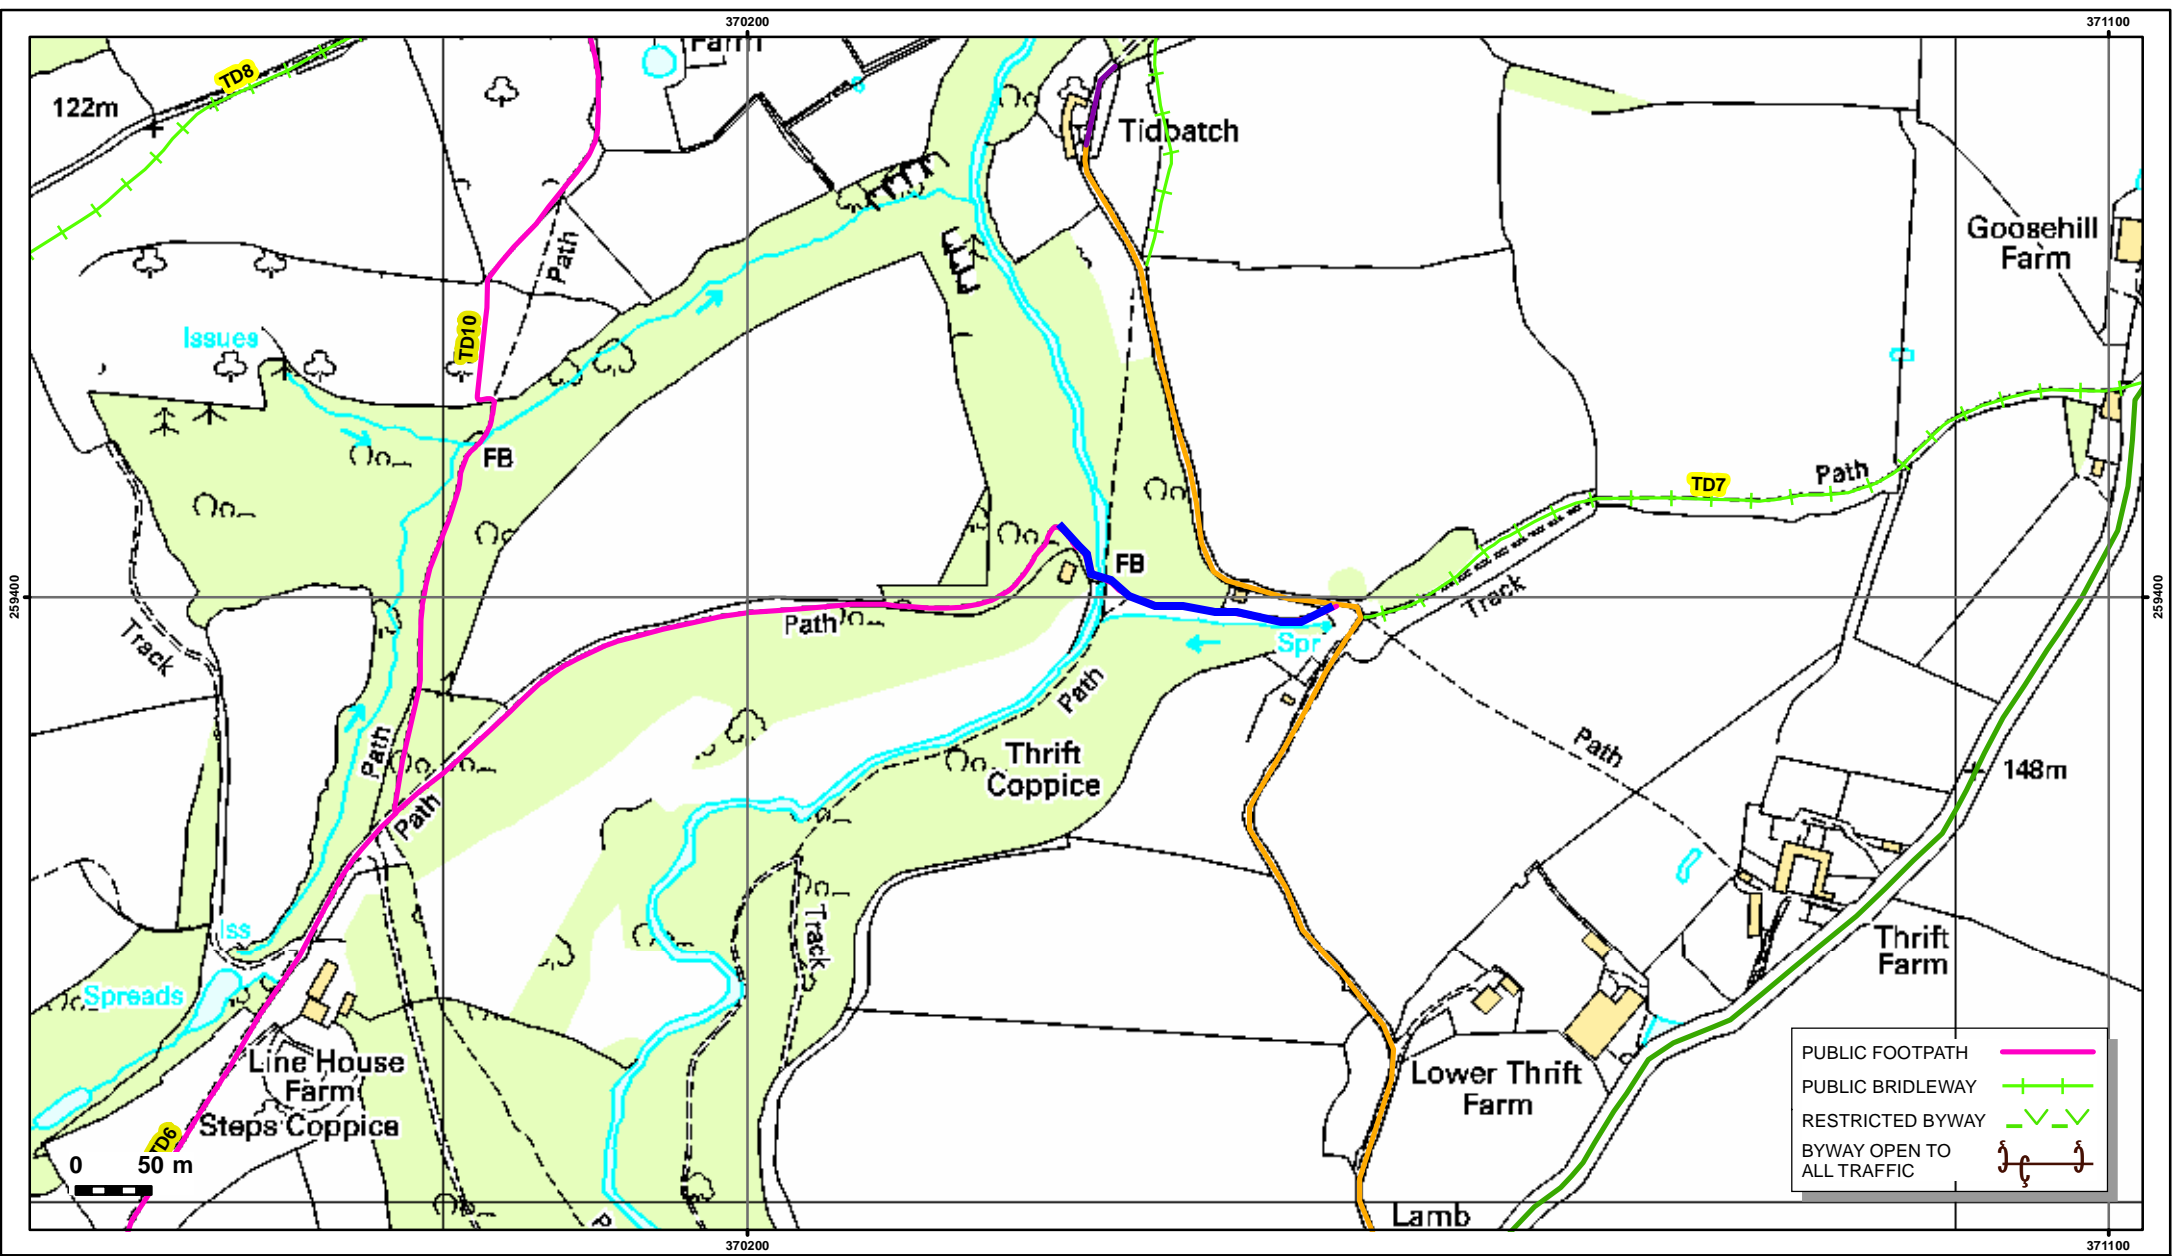 370200
371100
Farm
TD8
122m
Tidbatch
Goosehill
Farm
Path
Issues
TD10
FB
Path
TD7
FB
259400
259400
Track
Path
Track
Spr
Path
Path
Path
Thrift
Coppice
148m
Path
Track
Iss
Thrift
Farm
Spreads
Line House
Farm
Lower Thrift
Farm
Steps Coppice
TD6
0 50 m
Lamb
PUBLIC FOOTPATH
PUBLIC BRIDLEWAY
RESTRICTED BYWAY
BYWAY OPEN TO
ALL TRAFFIC
370200
371100